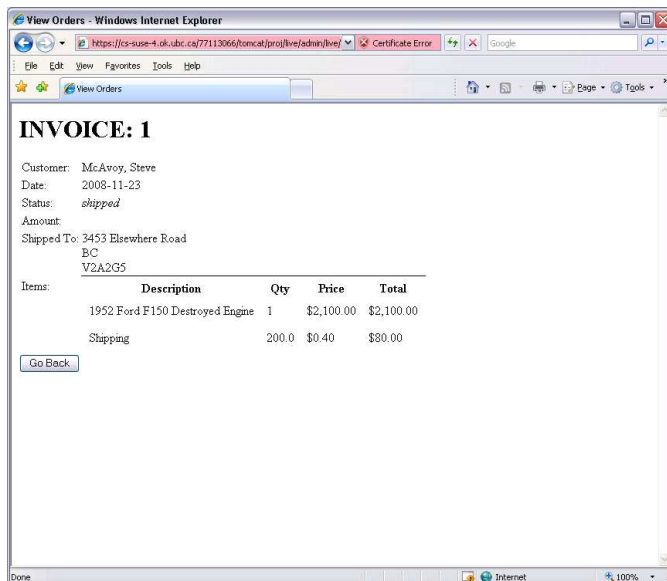 View Orders - Windows Internet Explorer
https://cs-suse-4.ok.ubc.ca/77113066/tomcat/proj/live/admin/live/ Certificate Error Google
File Edit View Favorites Tools Help
View Orders Page Tools
INVOICE: 1
Customer: McAvoy, Steve
Date: 2008-11-23
Status: shipped
Amount:
Shipped To: 3453 Elsewhere Road
BC
V2A2G5
Items: Description Qty Price Total
1952 Ford F150 Destroyed Engine 1 $2,100.00 $2,100.00
Shipping 200.0 $0.40 $80.00
Go Back
Done Internet 100%